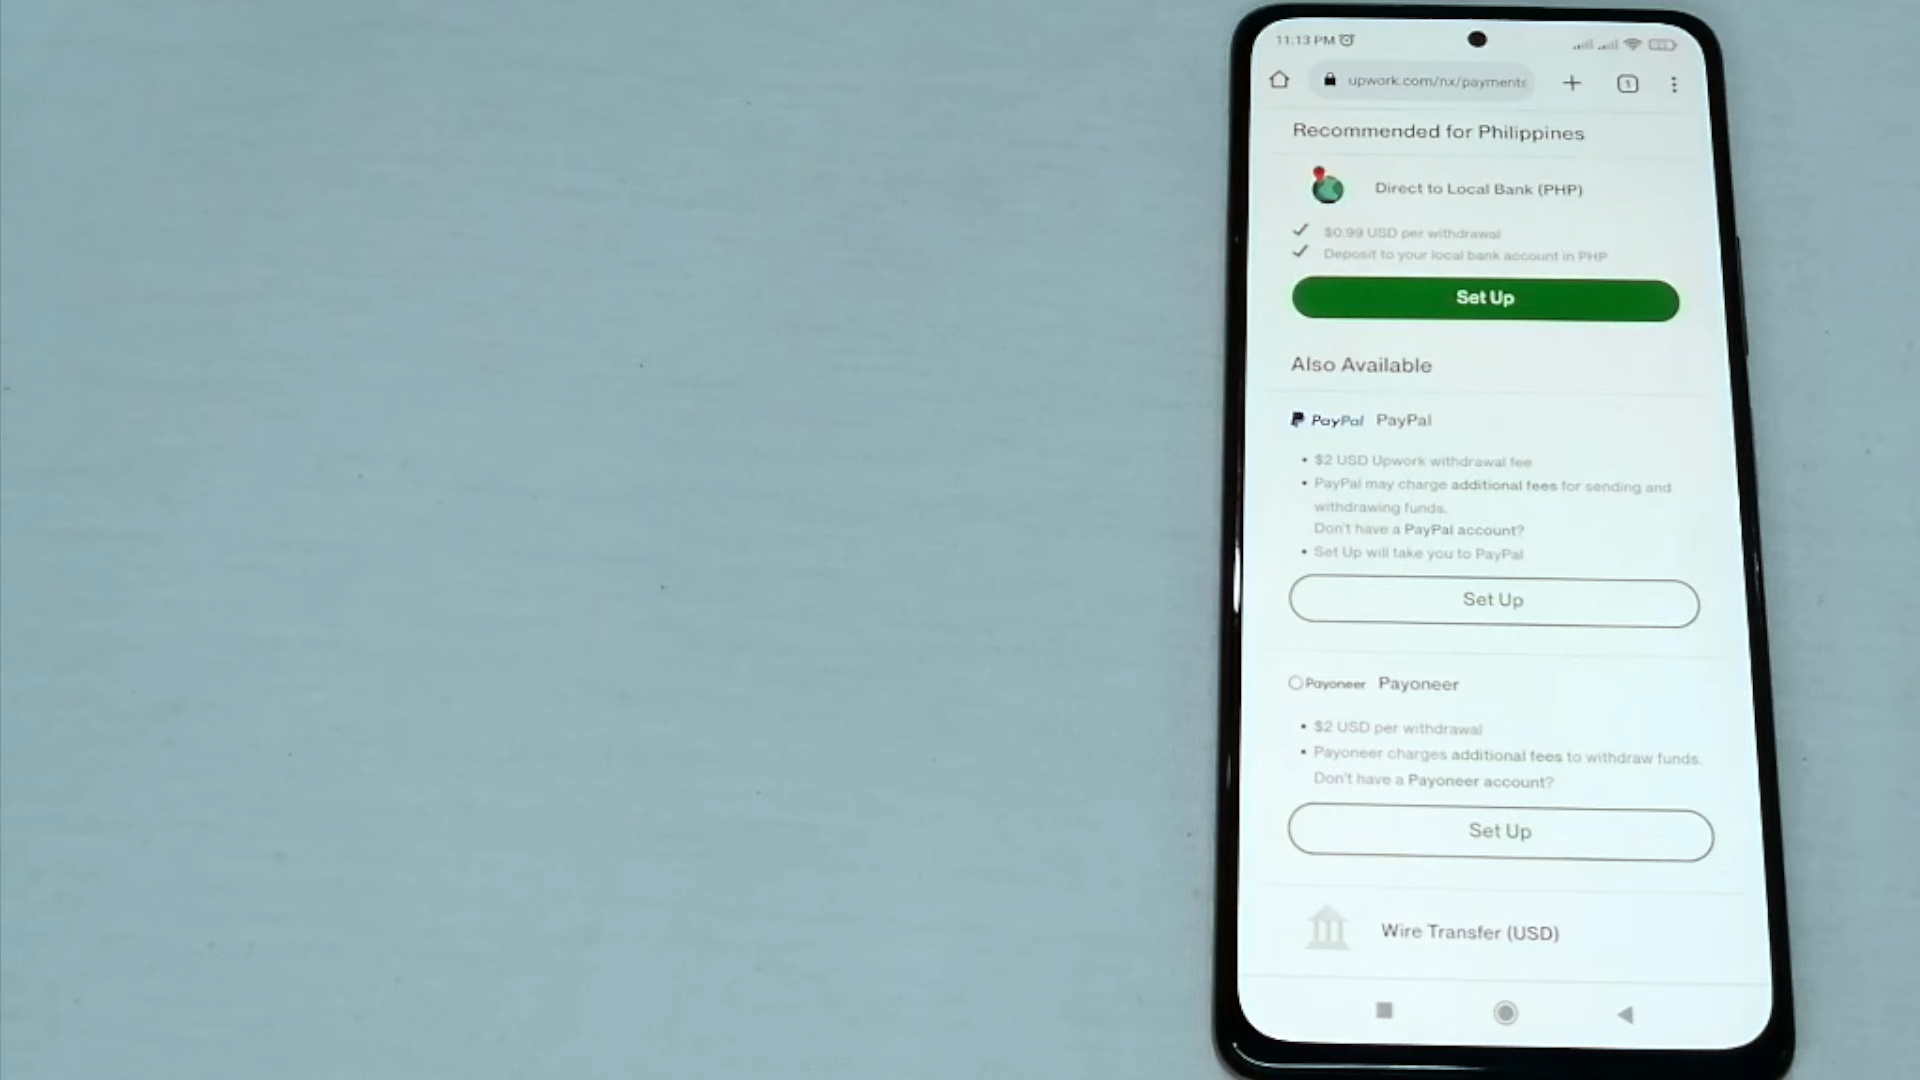 11:13 PM
upwork.com/nx/payments
1
Recommended for Philippines
Direct to Local Bank (PHP)
$0.99 USD per withdrawal
Deposit to your local bank account in PHP
Set Up
Also Available
PayPal PayPal
$2 USD Upwork withdrawal fee
PayPal may charge additional fees for sending and
withdrawing funds.
Don't have a PayPal account?
Set Up will take you to PayPal
Set Up
Payoneer Payoneer
$2 USD per withdrawal
Payoneer charges additional fees to withdraw funds.
Don't have a Payoneer account?
Set Up
Wire Transfer (USD)